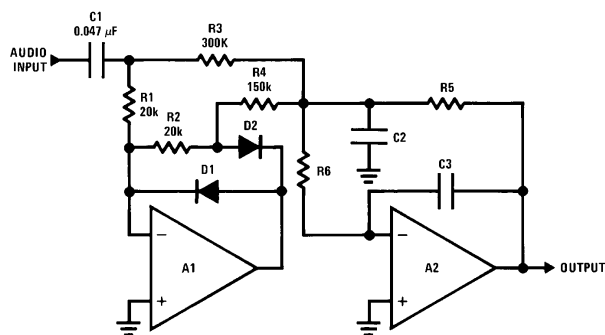 C1
0.047 µF
AUDIO
INPUT
R3
300K
R4
150k
R5
R1
20k
R2
20k
D2
C2
D1
R6
C3
−
A1
+
−
A2
+
OUTPUT